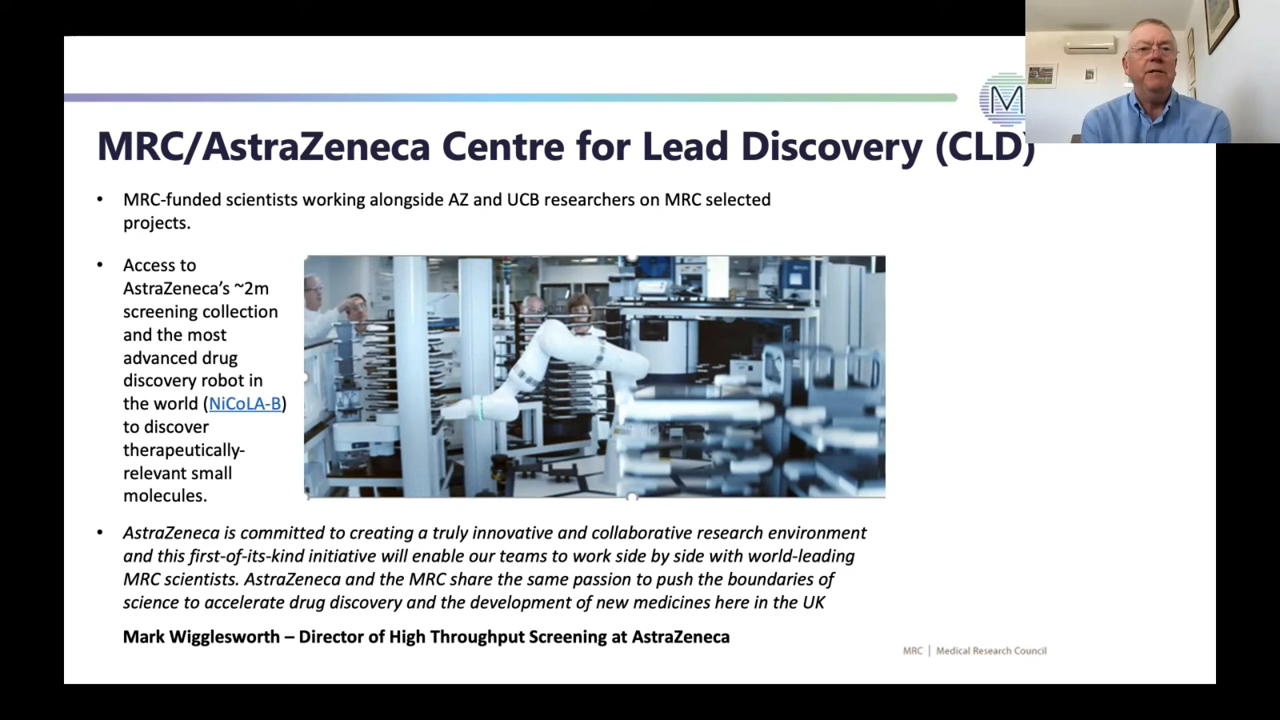 M
MRC/AstraZeneca Centre for Lead Discovery (CLD)
• MRC-funded scientists working alongside AZ and UCB researchers on MRC selected
projects.
• Access to
AstraZeneca's ~2m
screening collection
and the most
advanced drug
discovery robot in
the world (NiCoLA-B)
to discover
therapeutically-
relevant small
molecules.
• AstraZeneca is committed to creating a truly innovative and collaborative research environment
and this first-of-its-kind initiative will enable our teams to work side by side with world-leading
MRC scientists. AstraZeneca and the MRC share the same passion to push the boundaries of
science to accelerate drug discovery and the development of new medicines here in the UK
Mark Wigglesworth – Director of High Throughput Screening at AstraZeneca
MRC | Medical Research Council